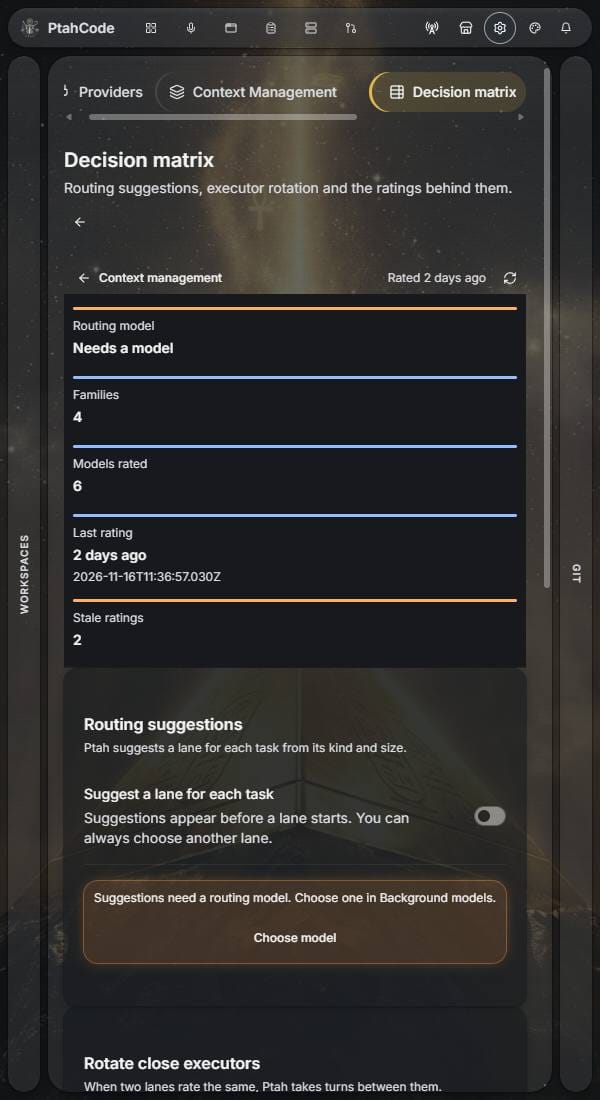 PtahCode
Providers
Context Management
Decision matrix
Decision matrix
Routing suggestions, executor rotation and the ratings behind them.
Context management
Rated 2 days ago
Routing model
Needs a model
Families
4
Models rated
6
Last rating
2 days ago
2026-11-16T11:36:57.030Z
Stale ratings
2
WORKSPACES
GIT
Routing suggestions
Ptah suggests a lane for each task from its kind and size.
Suggest a lane for each task
Suggestions appear before a lane starts. You can
always choose another lane.
Suggestions need a routing model. Choose one in Background models.
Choose model
Rotate close executors
When two lanes rate the same, Ptah takes turns between them.